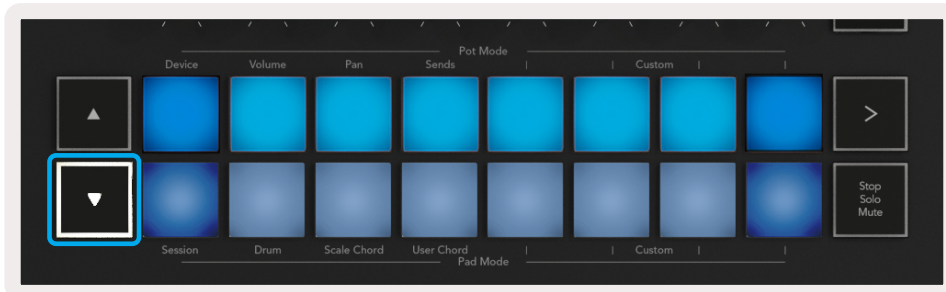 Pot Mode
Device Volume Pan Sends Custom
>
Stop
Solo
Mute
Session Drum Scale Chord User Chord Custom
Pad Mode